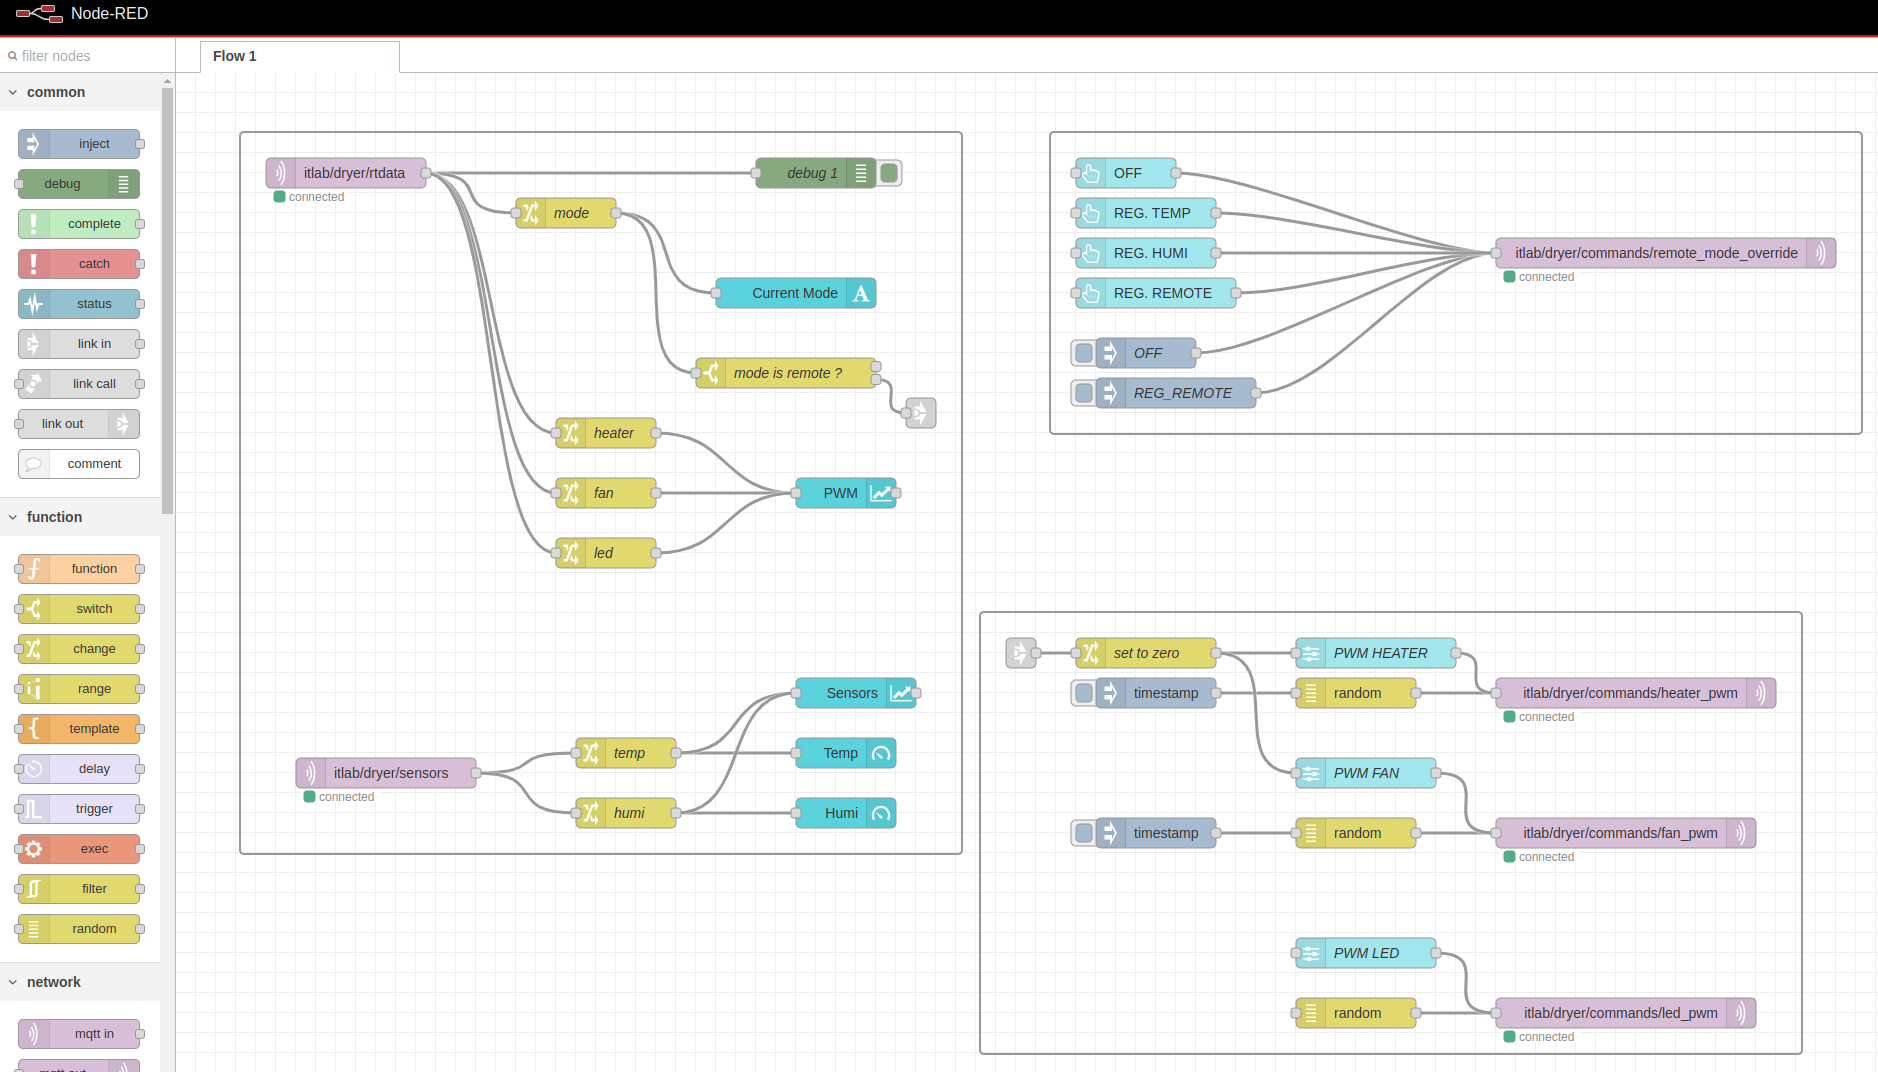 Node-RED
filter nodes
Flow 1
common
inject
debug
complete
catch
status
link in
link call
link out
comment
function
function
switch
change
range
template
delay
trigger
exec
filter
random
network
mqtt in
mqtt out
itlab/dryer/rtdata
connected
debug 1
mode
Current Mode
A
mode is remote ?
heater
fan
PWM
led
Sensors
temp
Temp
itlab/dryer/sensors
connected
humi
Humi
OFF
REG. TEMP
REG. HUMI
REG. REMOTE
itlab/dryer/commands/remote_mode_override
connected
OFF
REG_REMOTE
set to zero
PWM HEATER
timestamp
random
itlab/dryer/commands/heater_pwm
connected
PWM FAN
timestamp
random
itlab/dryer/commands/fan_pwm
connected
PWM LED
random
itlab/dryer/commands/led_pwm
connected